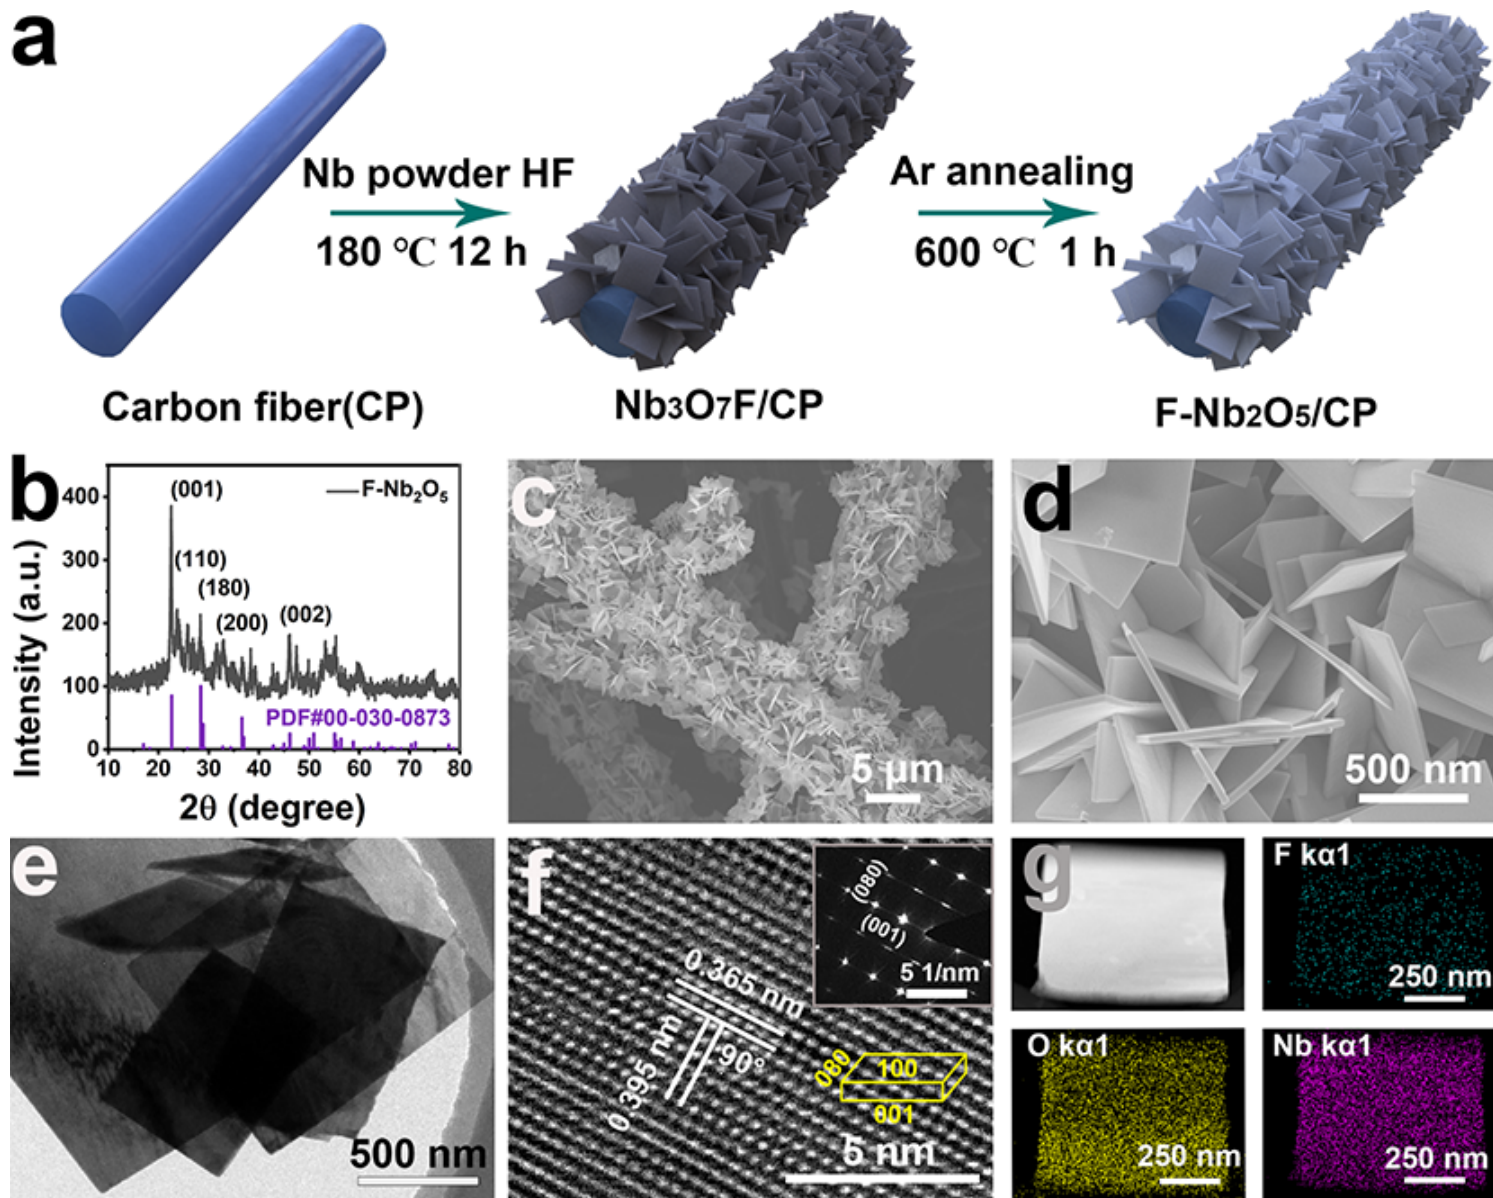 a
Nb powder HF
180 ℃ 12 h
Ar annealing
600 ℃ 1 h
Carbon fiber(CP)
Nb3O7F/CP
F-Nb2O5/CP
b
Intensity (a.u.)
400
300
200
100
0
(001)
(110)
(180)
(200)
(002)
F-Nb2O5
PDF#00-030-0873
10 20 30 40 50 60 70 80
2θ (degree)
c
5 µm
d
500 nm
e
500 nm
f
0.365 nm
0.395 nm
90°
(080)
(001)
5 1/nm
080
100
001
5 nm
g
F kα1
250 nm
O kα1
250 nm
Nb kα1
250 nm